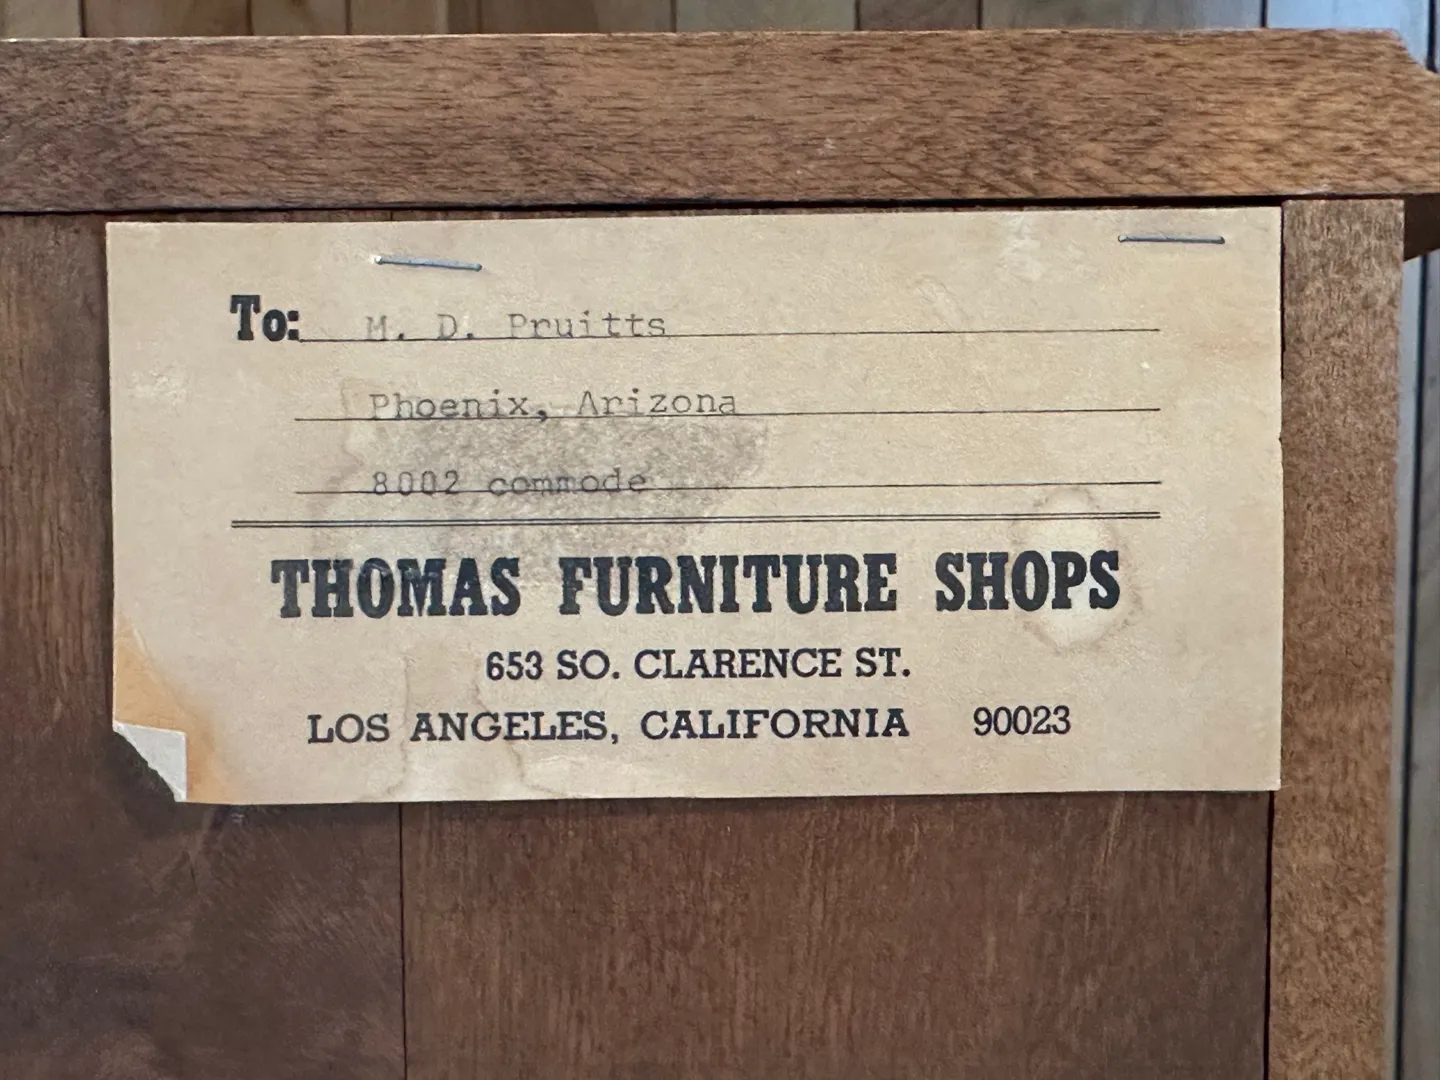 To: M. D. Pruitts
Phoenix, Arizona
8002 commode
THOMAS FURNITURE SHOPS
653 SO. CLARENCE ST.
LOS ANGELES, CALIFORNIA 90023